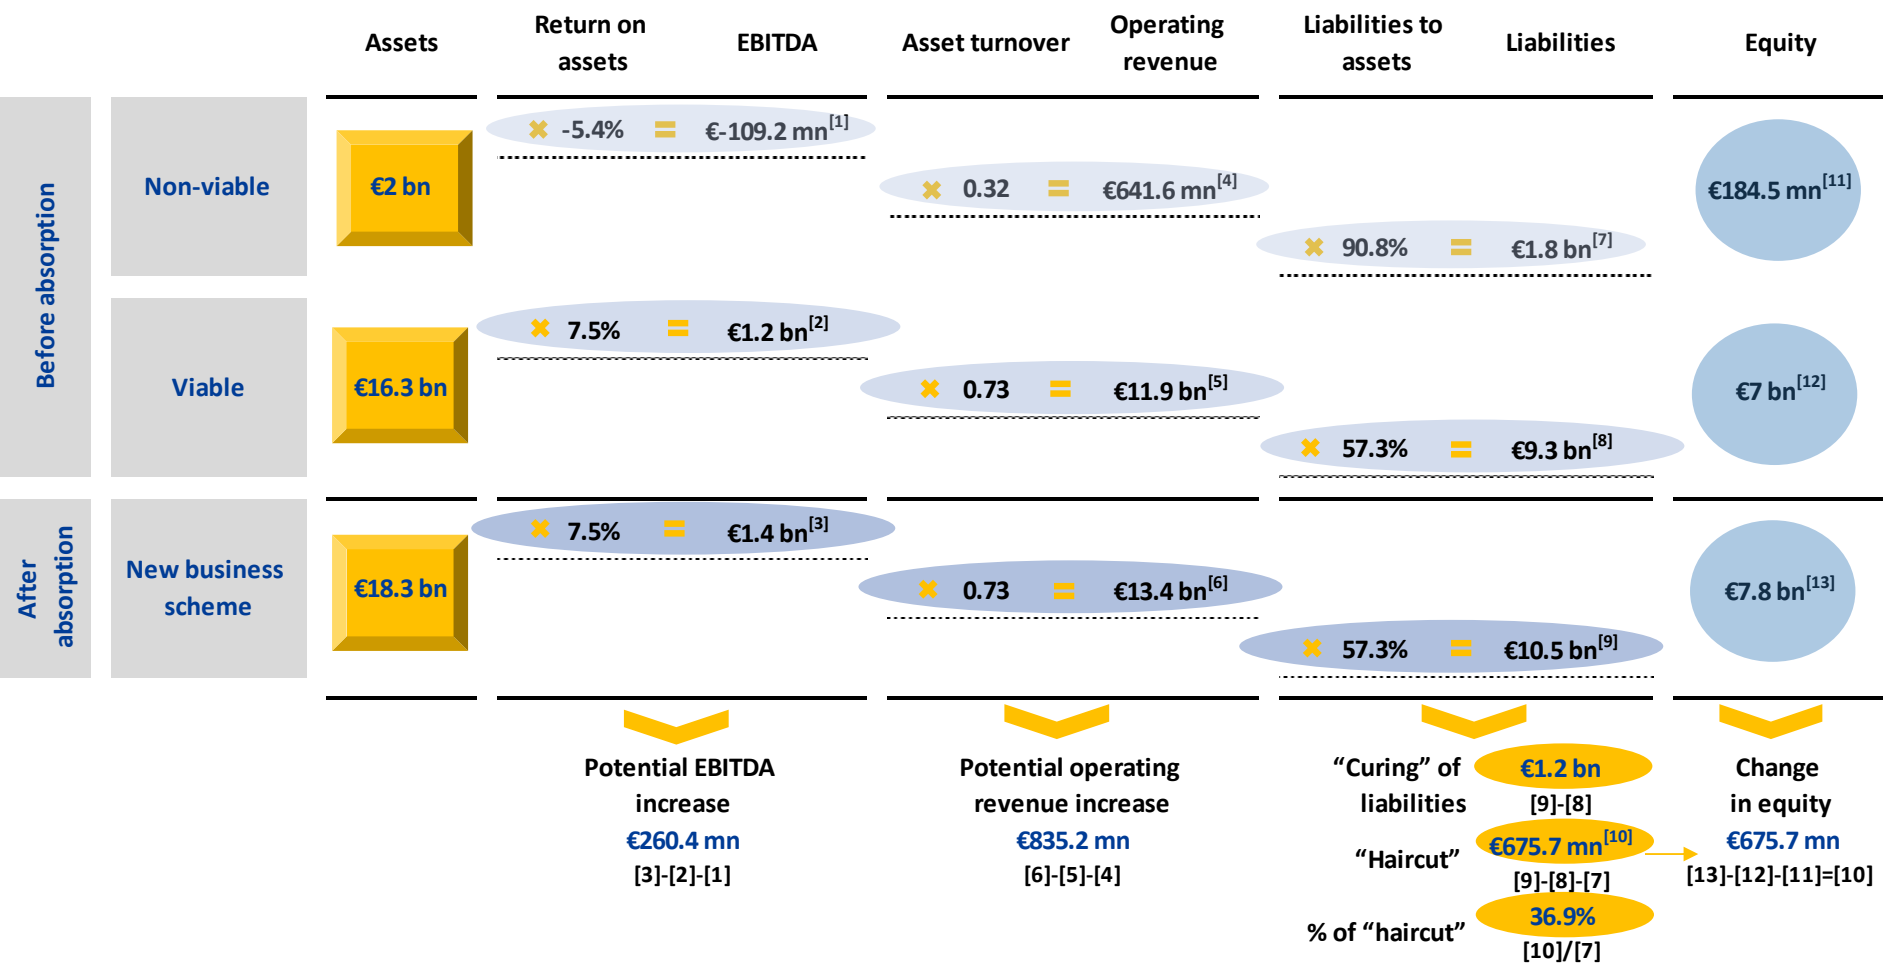 Assets
Return on
assets
EBITDA
Asset turnover
Operating
revenue
Liabilities to
assets
Liabilities
Equity
Before absorption
Non-viable
€2 bn
✖ -5.4% = €-109.2 mn[1]
✖ 0.32 = €641.6 mn[4]
✖ 90.8% = €1.8 bn[7]
€184.5 mn[11]
Viable
€16.3 bn
✖ 7.5% = €1.2 bn[2]
✖ 0.73 = €11.9 bn[5]
✖ 57.3% = €9.3 bn[8]
€7 bn[12]
After
absorption
New business
scheme
€18.3 bn
✖ 7.5% = €1.4 bn[3]
✖ 0.73 = €13.4 bn[6]
✖ 57.3% = €10.5 bn[9]
€7.8 bn[13]
Potential EBITDA
increase
€260.4 mn
[3]-[2]-[1]
Potential operating
revenue increase
€835.2 mn
[6]-[5]-[4]
“Curing” of
liabilities
€1.2 bn
[9]-[8]
“Haircut”
€675.7 mn[10]
[9]-[8]-[7]
% of “haircut”
36.9%
[10]/[7]
Change
in equity
€675.7 mn
[13]-[12]-[11]=[10]